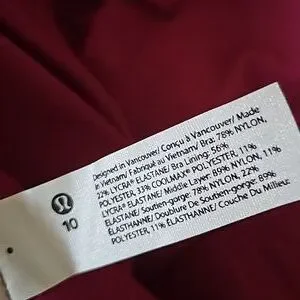 Designed in Vancouver/ Conçu à Vancouver/ Made
in Vietnam/ Fabriqué au Vietnam/ Bra: 78% NYLON,
22% LYCRA® ELASTANE/ Bra Lining: 56%
POLYESTER, 33% COOLMAX® POLYESTER, 11%
LYCRA® ELASTANE/ Middle Layer: 89% NYLON, 11%
ELASTANE/ Soutien-gorge: 78% NYLON, 22%
ÉLASTHANNE/ Doublure De Soutien-gorge: 89%
POLYESTER, 11% ÉLASTHANNE/ Couche Du Milieu:
10